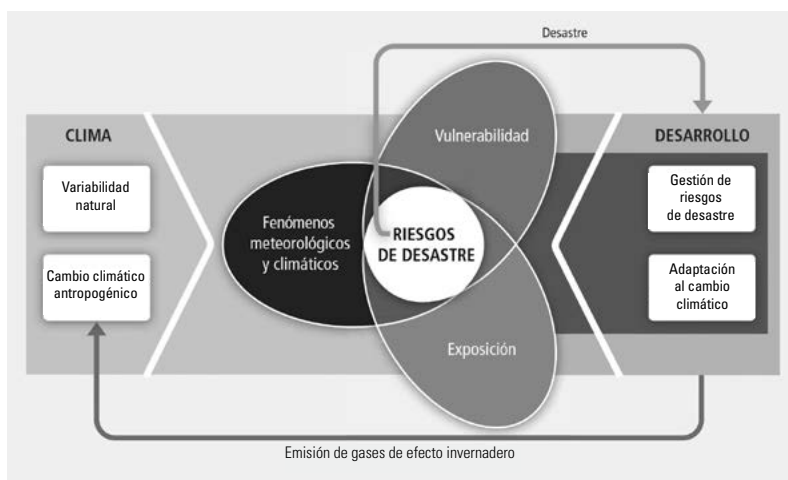 Desastre
CLIMA
Variabilidad
natural
Cambio climático
antropogénico
Fenómenos
meteorológicos
y climáticos
Vulnerabilidad
RIESGOS
DE DESASTRE
Exposición
DESARROLLO
Gestión de
riesgos
de desastre
Adaptación
al cambio
climático
Emisión de gases de efecto invernadero